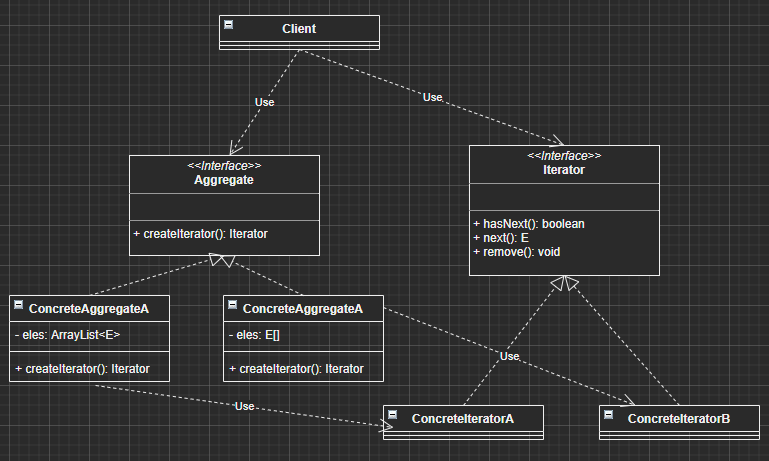 Client
Use
Use
<<Interface>>
Aggregate
+ createIterator(): Iterator
<<Interface>>
Iterator
+ hasNext(): boolean
+ next(): E
+ remove(): void
ConcreteAggregateA
- eles: ArrayList<E>
+ createIterator(): Iterator
ConcreteAggregateA
- eles: E[]
+ createIterator(): Iterator
Use
Use
ConcreteIteratorA
ConcreteIteratorB